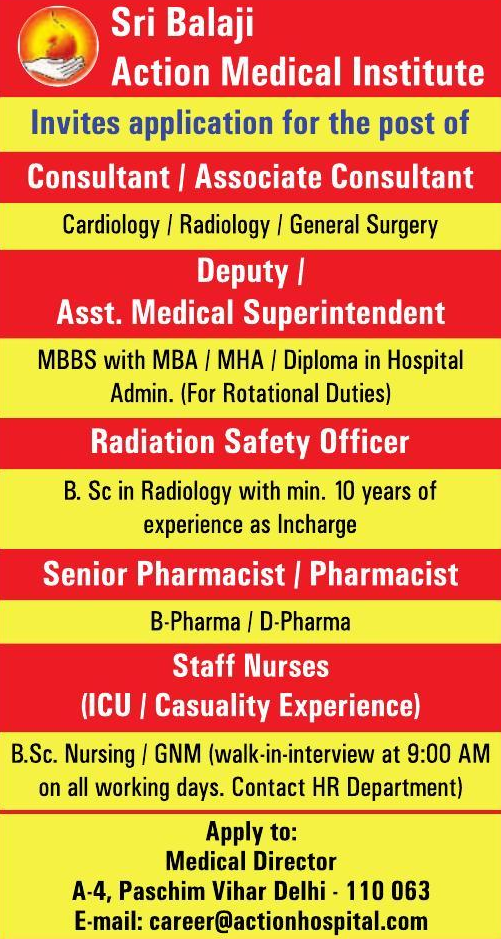 Sri Balaji
Action Medical Institute
Invites application for the post of
Consultant / Associate Consultant
Cardiology / Radiology / General Surgery
Deputy /
Asst. Medical Superintendent
MBBS with MBA / MHA / Diploma in Hospital
Admin. (For Rotational Duties)
Radiation Safety Officer
B. Sc in Radiology with min. 10 years of
experience as Incharge
Senior Pharmacist / Pharmacist
B-Pharma / D-Pharma
Staff Nurses
(ICU / Casuality Experience)
B.Sc. Nursing / GNM (walk-in-interview at 9:00 AM
on all working days. Contact HR Department)
Apply to:
Medical Director
A-4, Paschim Vihar Delhi - 110 063
E-mail: career@actionhospital.com